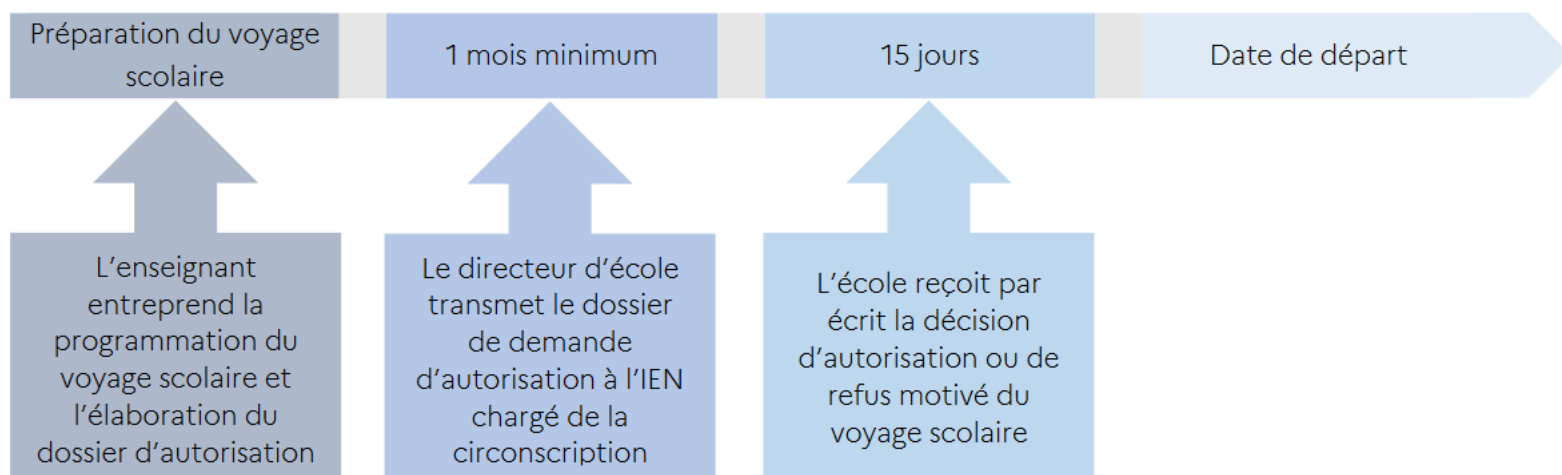 Préparation du voyage
scolaire
1 mois minimum
15 jours
Date de départ
L’enseignant
entreprend la
programmation du
voyage scolaire et
l’élaboration du
dossier d’autorisation
Le directeur d’école
transmet le dossier
de demande
d’autorisation à l’IEN
chargé de la
circonscription
L’école reçoit par
écrit la décision
d’autorisation ou de
refus motivé du
voyage scolaire